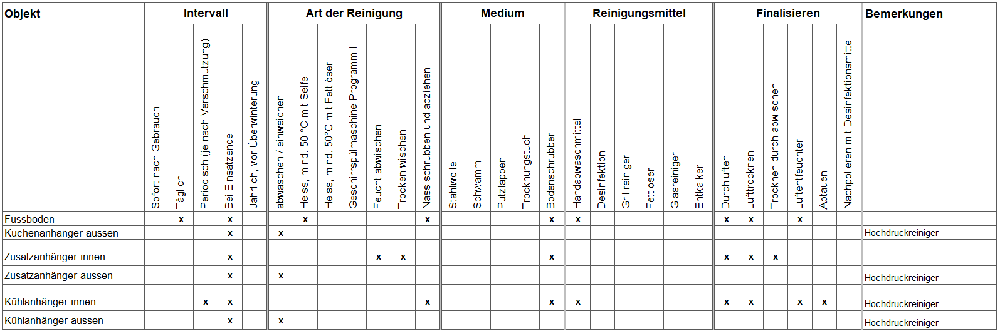 Objekt Intervall Art der Reinigung Medium Reinigungsmittel Finalisieren Bemerkungen
Sofort nach Gebrauch
Täglich
Periodisch (je nach Verschmutzung)
Bei Einsatzende
Jährlich, vor Überwinterung
abwaschen / einweichen
Heiss, mind. 50 °C mit Seife
Heiss, mind. 50°C mit Fettlöser
Geschirrspülmaschine Programm II
Feucht abwischen
Trocken wischen
Nass schrubben und abziehen
Stahlwolle
Schwamm
Putzlappen
Trocknungstuch
Bodenschrubber
Handabwaschmittel
Desinfektion
Grillreiniger
Fettlöser
Glasreiniger
Entkalker
Durchlüften
Lufttrocknen
Trocknen durch abwischen
Luftentfeuchter
Abtauen
Nachpolieren mit Desinfektionsmittel
Fussboden x x x x x x x x x
Küchenanhänger aussen x x Hochdruckreiniger
Zusatzanhänger innen x x x x x x x
Zusatzanhänger aussen x x Hochdruckreiniger
Kühlanhänger innen x x x x x x x x x Hochdruckreiniger
Kühlanhänger aussen x x Hochdruckreiniger